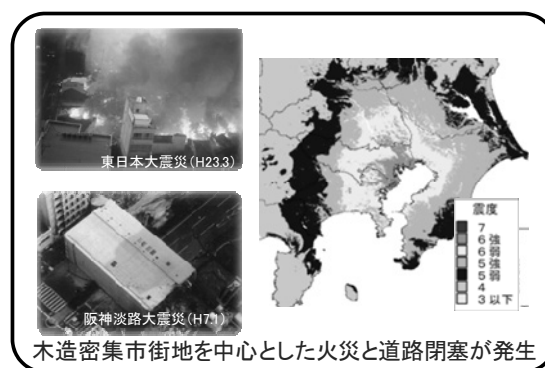 東日本大震災(H23.3)
阪神淡路大震災(H7.1)
震度
7
6強
6弱
5強
5弱
4
3以下
木造密集市街地を中心とした火災と道路閉塞が発生